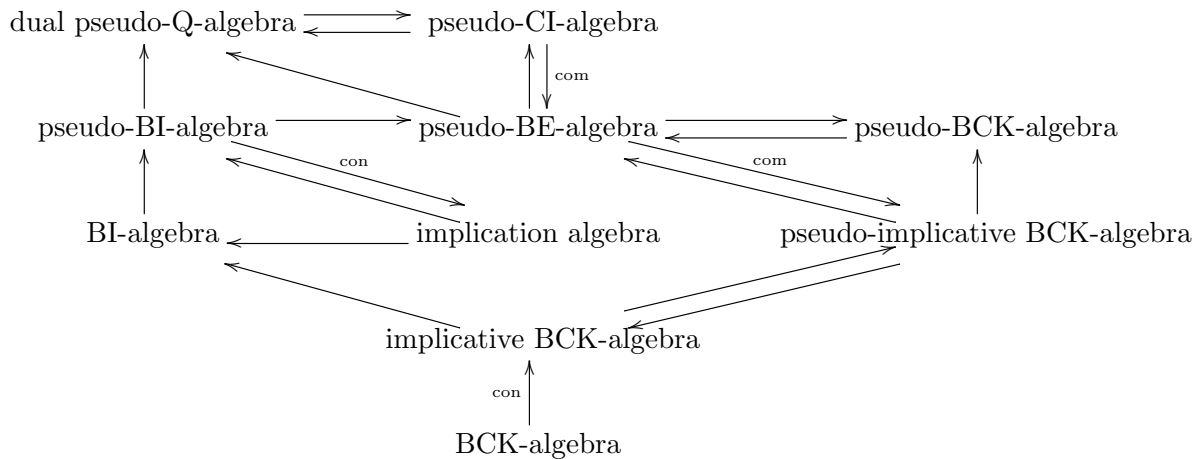 dual pseudo-Q-algebra pseudo-CI-algebra
com
pseudo-BI-algebra pseudo-BE-algebra pseudo-BCK-algebra
con com
BI-algebra implication algebra pseudo-implicative BCK-algebra
implicative BCK-algebra
con
BCK-algebra